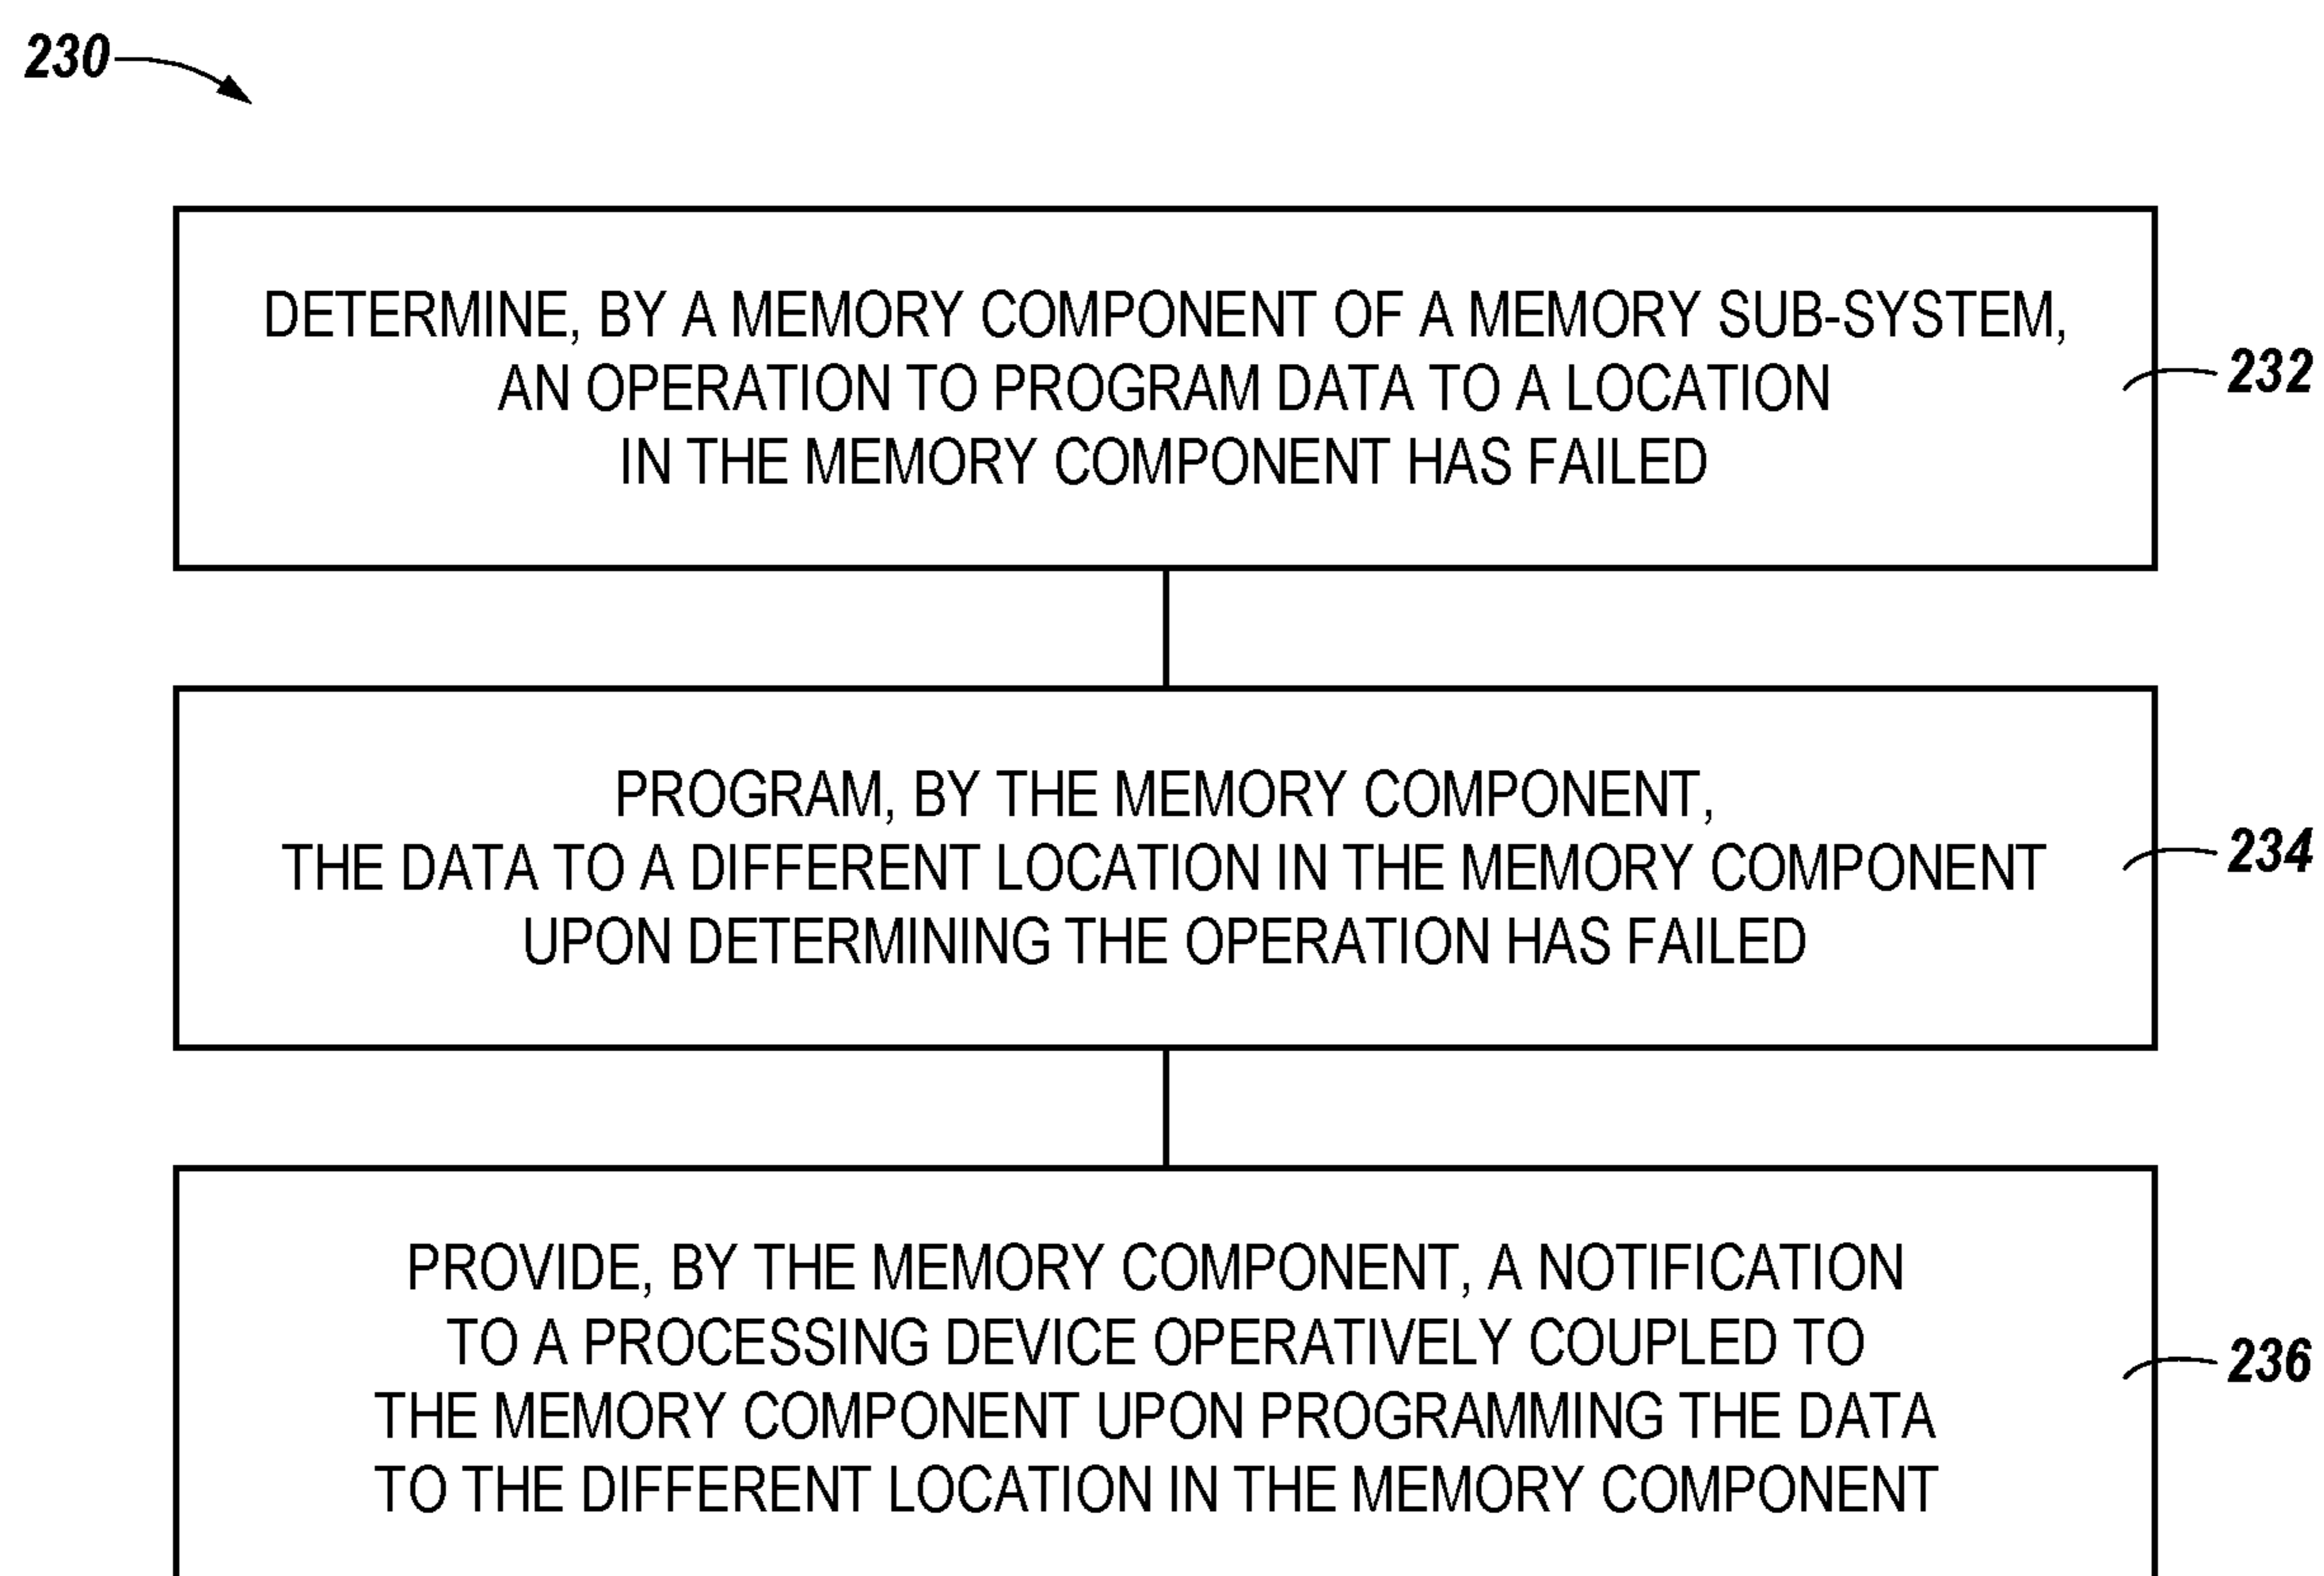 230
DETERMINE, BY A MEMORY COMPONENT OF A MEMORY SUB-SYSTEM,
AN OPERATION TO PROGRAM DATA TO A LOCATION
IN THE MEMORY COMPONENT HAS FAILED
232
PROGRAM, BY THE MEMORY COMPONENT,
THE DATA TO A DIFFERENT LOCATION IN THE MEMORY COMPONENT
UPON DETERMINING THE OPERATION HAS FAILED
234
PROVIDE, BY THE MEMORY COMPONENT, A NOTIFICATION
TO A PROCESSING DEVICE OPERATIVELY COUPLED TO
THE MEMORY COMPONENT UPON PROGRAMMING THE DATA
TO THE DIFFERENT LOCATION IN THE MEMORY COMPONENT
236